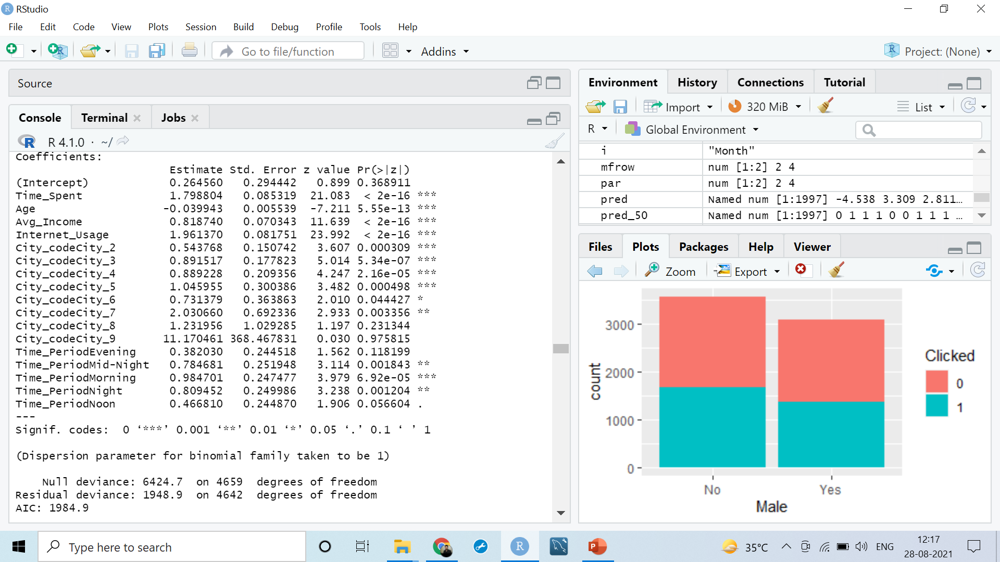 RStudio
File Edit Code View Plots Session Build Debug Profile Tools Help
Go to file/function Addins Project: (None)
Source
Console Terminal Jobs
R 4.1.0 · ~/
Coefficients:
Estimate Std. Error z value Pr(>|z|)
(Intercept) 0.264560 0.294442 0.899 0.368911
Time_Spent 1.798804 0.085319 21.083 < 2e-16 ***
Age -0.039943 0.005539 -7.211 5.55e-13 ***
Avg_Income 0.818740 0.070343 11.639 < 2e-16 ***
Internet_Usage 1.961370 0.081751 23.992 < 2e-16 ***
City_codeCity_2 0.543768 0.150742 3.607 0.000309 ***
City_codeCity_3 0.891517 0.177823 5.014 5.34e-07 ***
City_codeCity_4 0.889228 0.209356 4.247 2.16e-05 ***
City_codeCity_5 1.045955 0.300386 3.482 0.000498 ***
City_codeCity_6 0.731379 0.363863 2.010 0.044427 *
City_codeCity_7 2.030660 0.692336 2.933 0.003356 **
City_codeCity_8 1.231956 1.029285 1.197 0.231344
City_codeCity_9 11.170461 368.467831 0.030 0.975815
Time_PeriodEvening 0.382030 0.244518 1.562 0.118199
Time_PeriodMid-Night 0.784681 0.251948 3.114 0.001843 **
Time_PeriodMorning 0.984701 0.247477 3.979 6.92e-05 ***
Time_PeriodNight 0.809452 0.249986 3.238 0.001204 **
Time_PeriodNoon 0.466810 0.244870 1.906 0.056604 .
---
Signif. codes: 0 ‘***’ 0.001 ‘**’ 0.01 ‘*’ 0.05 ‘.’ 0.1 ‘ ’ 1
(Dispersion parameter for binomial family taken to be 1)
Null deviance: 6424.7 on 4659 degrees of freedom
Residual deviance: 1948.9 on 4642 degrees of freedom
AIC: 1984.9
Environment History Connections Tutorial
Import 320 MiB List
R Global Environment
i "Month"
mfrow num [1:2] 2 4
par num [1:2] 2 4
pred Named num [1:1997] -4.538 3.309 2.811…
pred_50 Named num [1:1997] 0 1 1 1 0 0 1 1 1 …
Files Plots Packages Help Viewer
Zoom Export
3000
2000
1000
0
count
No Yes
Male
Clicked
0
1
Type here to search
35°C ENG
12:17
28-08-2021